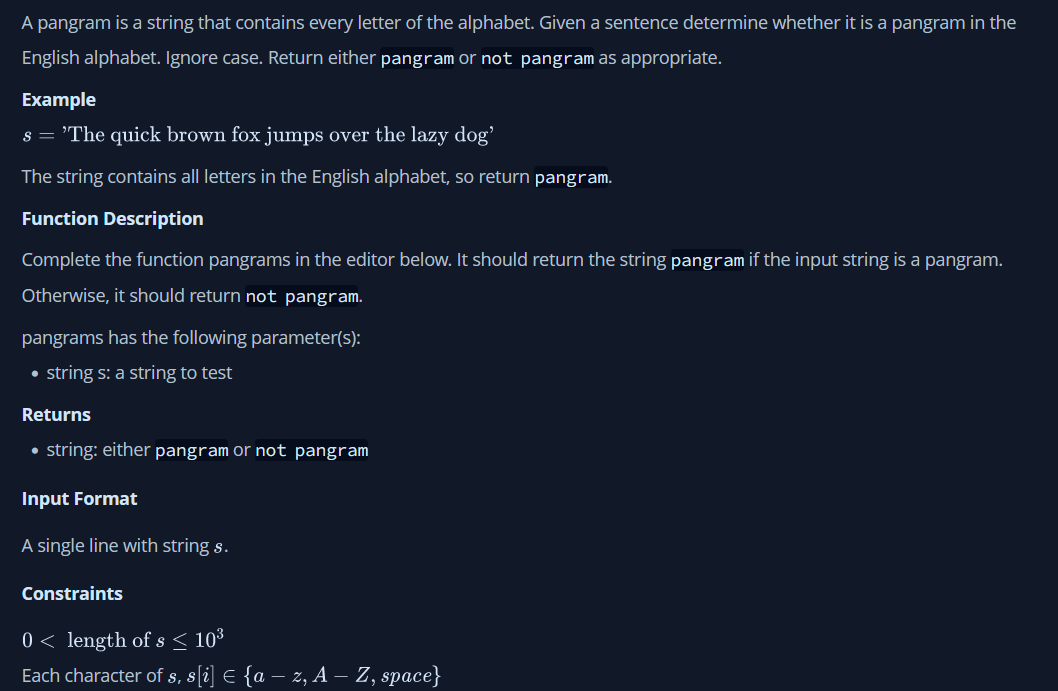 A pangram is a string that contains every letter of the alphabet. Given a sentence determine whether it is a pangram in the
English alphabet. Ignore case. Return either pangram or not pangram as appropriate.
Example
s = 'The quick brown fox jumps over the lazy dog'
The string contains all letters in the English alphabet, so return pangram.
Function Description
Complete the function pangrams in the editor below. It should return the string pangram if the input string is a pangram.
Otherwise, it should return not pangram.
pangrams has the following parameter(s):
• string s: a string to test
Returns
• string: either pangram or not pangram
Input Format
A single line with string s.
Constraints
0 < length of s ≤ 10³
Each character of s, s[i] ∈ {a − z, A − Z, space}